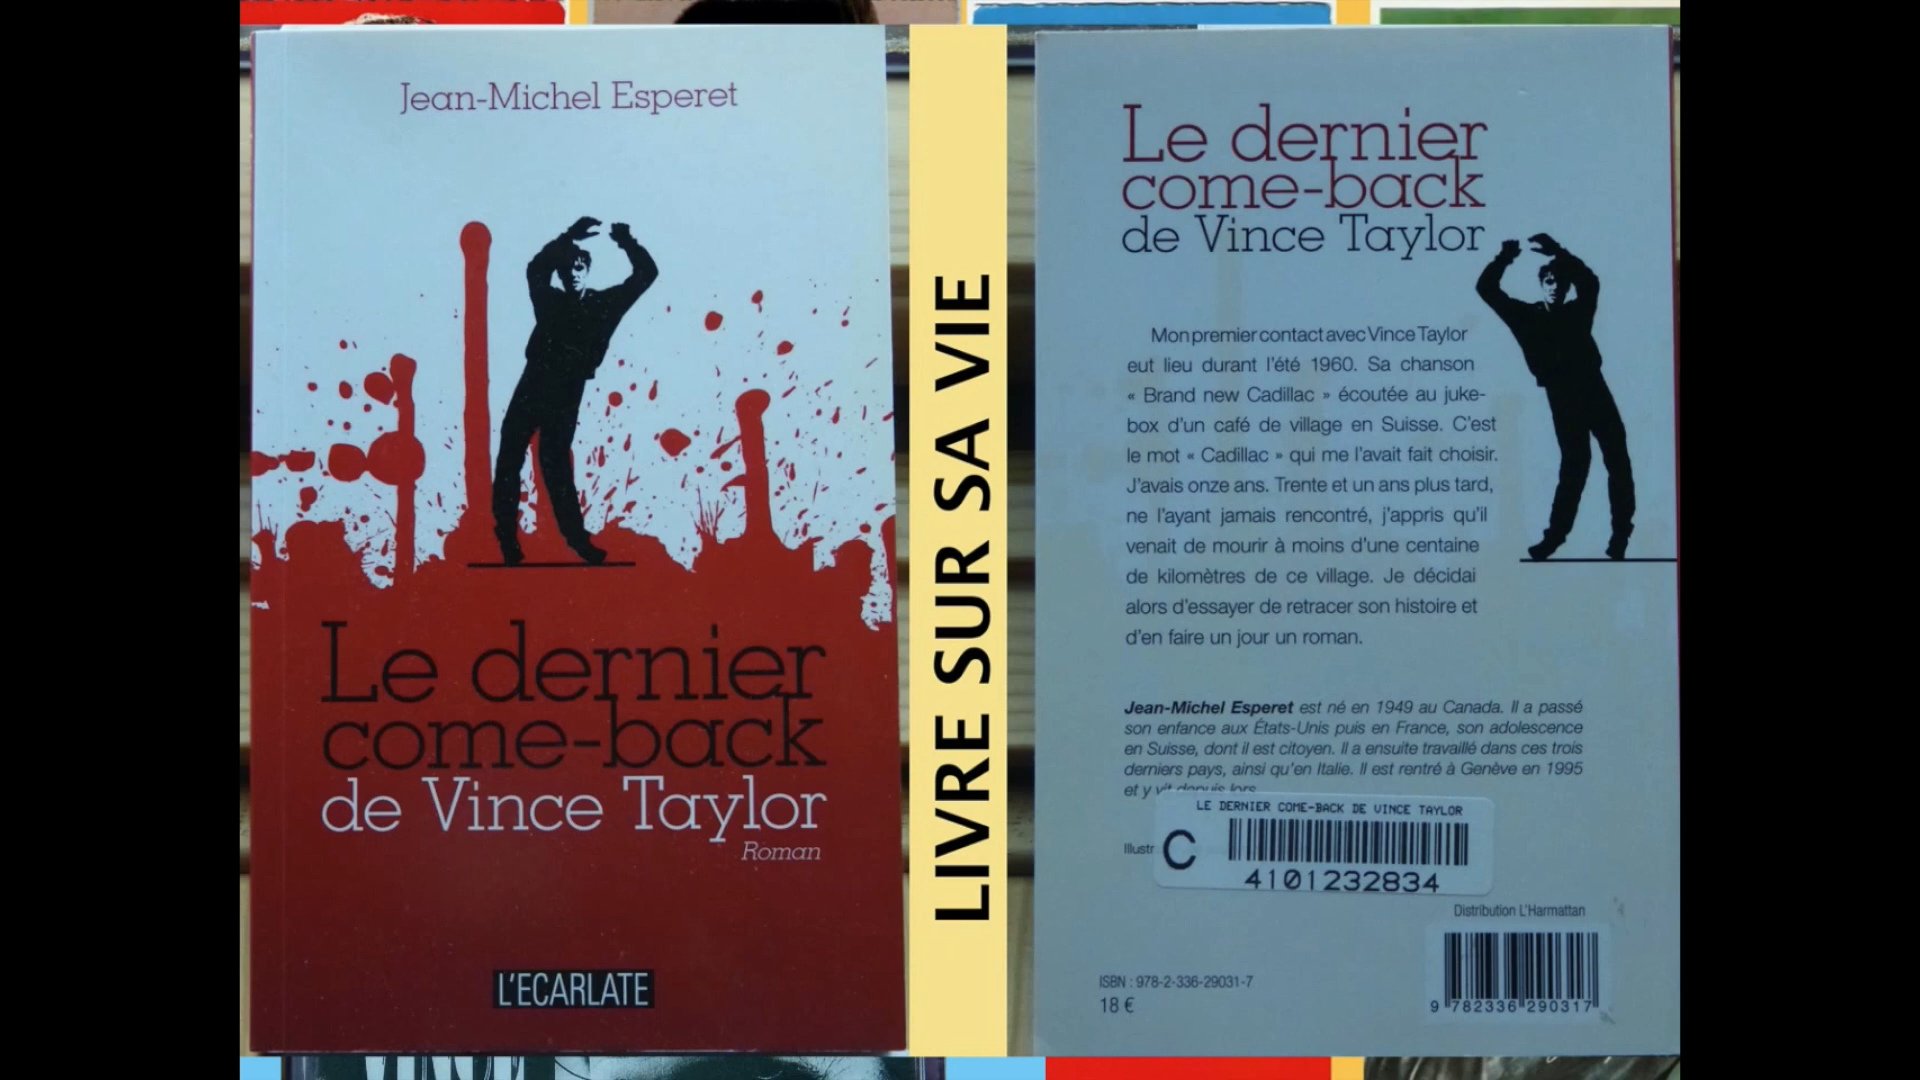 Jean-Michel Esperet
Le dernier
come-back
de Vince Taylor
Roman
L'ECARLATE
LIVRE SUR SA VIE
Le dernier
come-back
de Vince Taylor
Mon premier contact avec Vince Taylor
eut lieu durant l'été 1960. Sa chanson
« Brand new Cadillac » écoutée au juke-
box d'un café de village en Suisse. C'est
le mot « Cadillac » qui me l'avait fait choisir.
J'avais onze ans. Trente et un ans plus tard,
ne l'ayant jamais rencontré, j'appris qu'il
venait de mourir à moins d'une centaine
de kilomètres de ce village. Je décidai
alors d'essayer de retracer son histoire et
d'en faire un jour un roman.
Jean-Michel Esperet est né en 1949 au Canada. Il a passé
son enfance aux États-Unis puis en France, son adolescence
en Suisse, dont il est citoyen. Il a ensuite travaillé dans ces trois
derniers pays, ainsi qu'en Italie. Il est rentré à Genève en 1995
et y vit depuis lors
LE DERNIER COME-BACK DE VINCE TAYLOR
Illustr
C
4101232834
Distribution L'Harmattan
ISBN : 978-2-336-29031-7
18 €
9 782336 290317